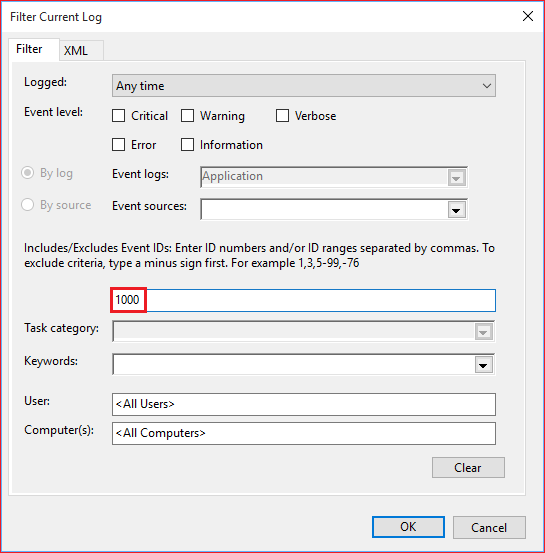 Filter Current Log
Filter XML
Logged: Any time
Event level: Critical Warning Verbose
Error Information
By log Event logs: Application
By source Event sources:
Includes/Excludes Event IDs: Enter ID numbers and/or ID ranges separated by commas. To
exclude criteria, type a minus sign first. For example 1,3,5-99,-76
1000
Task category:
Keywords:
User: <All Users>
Computer(s): <All Computers>
Clear
OK Cancel